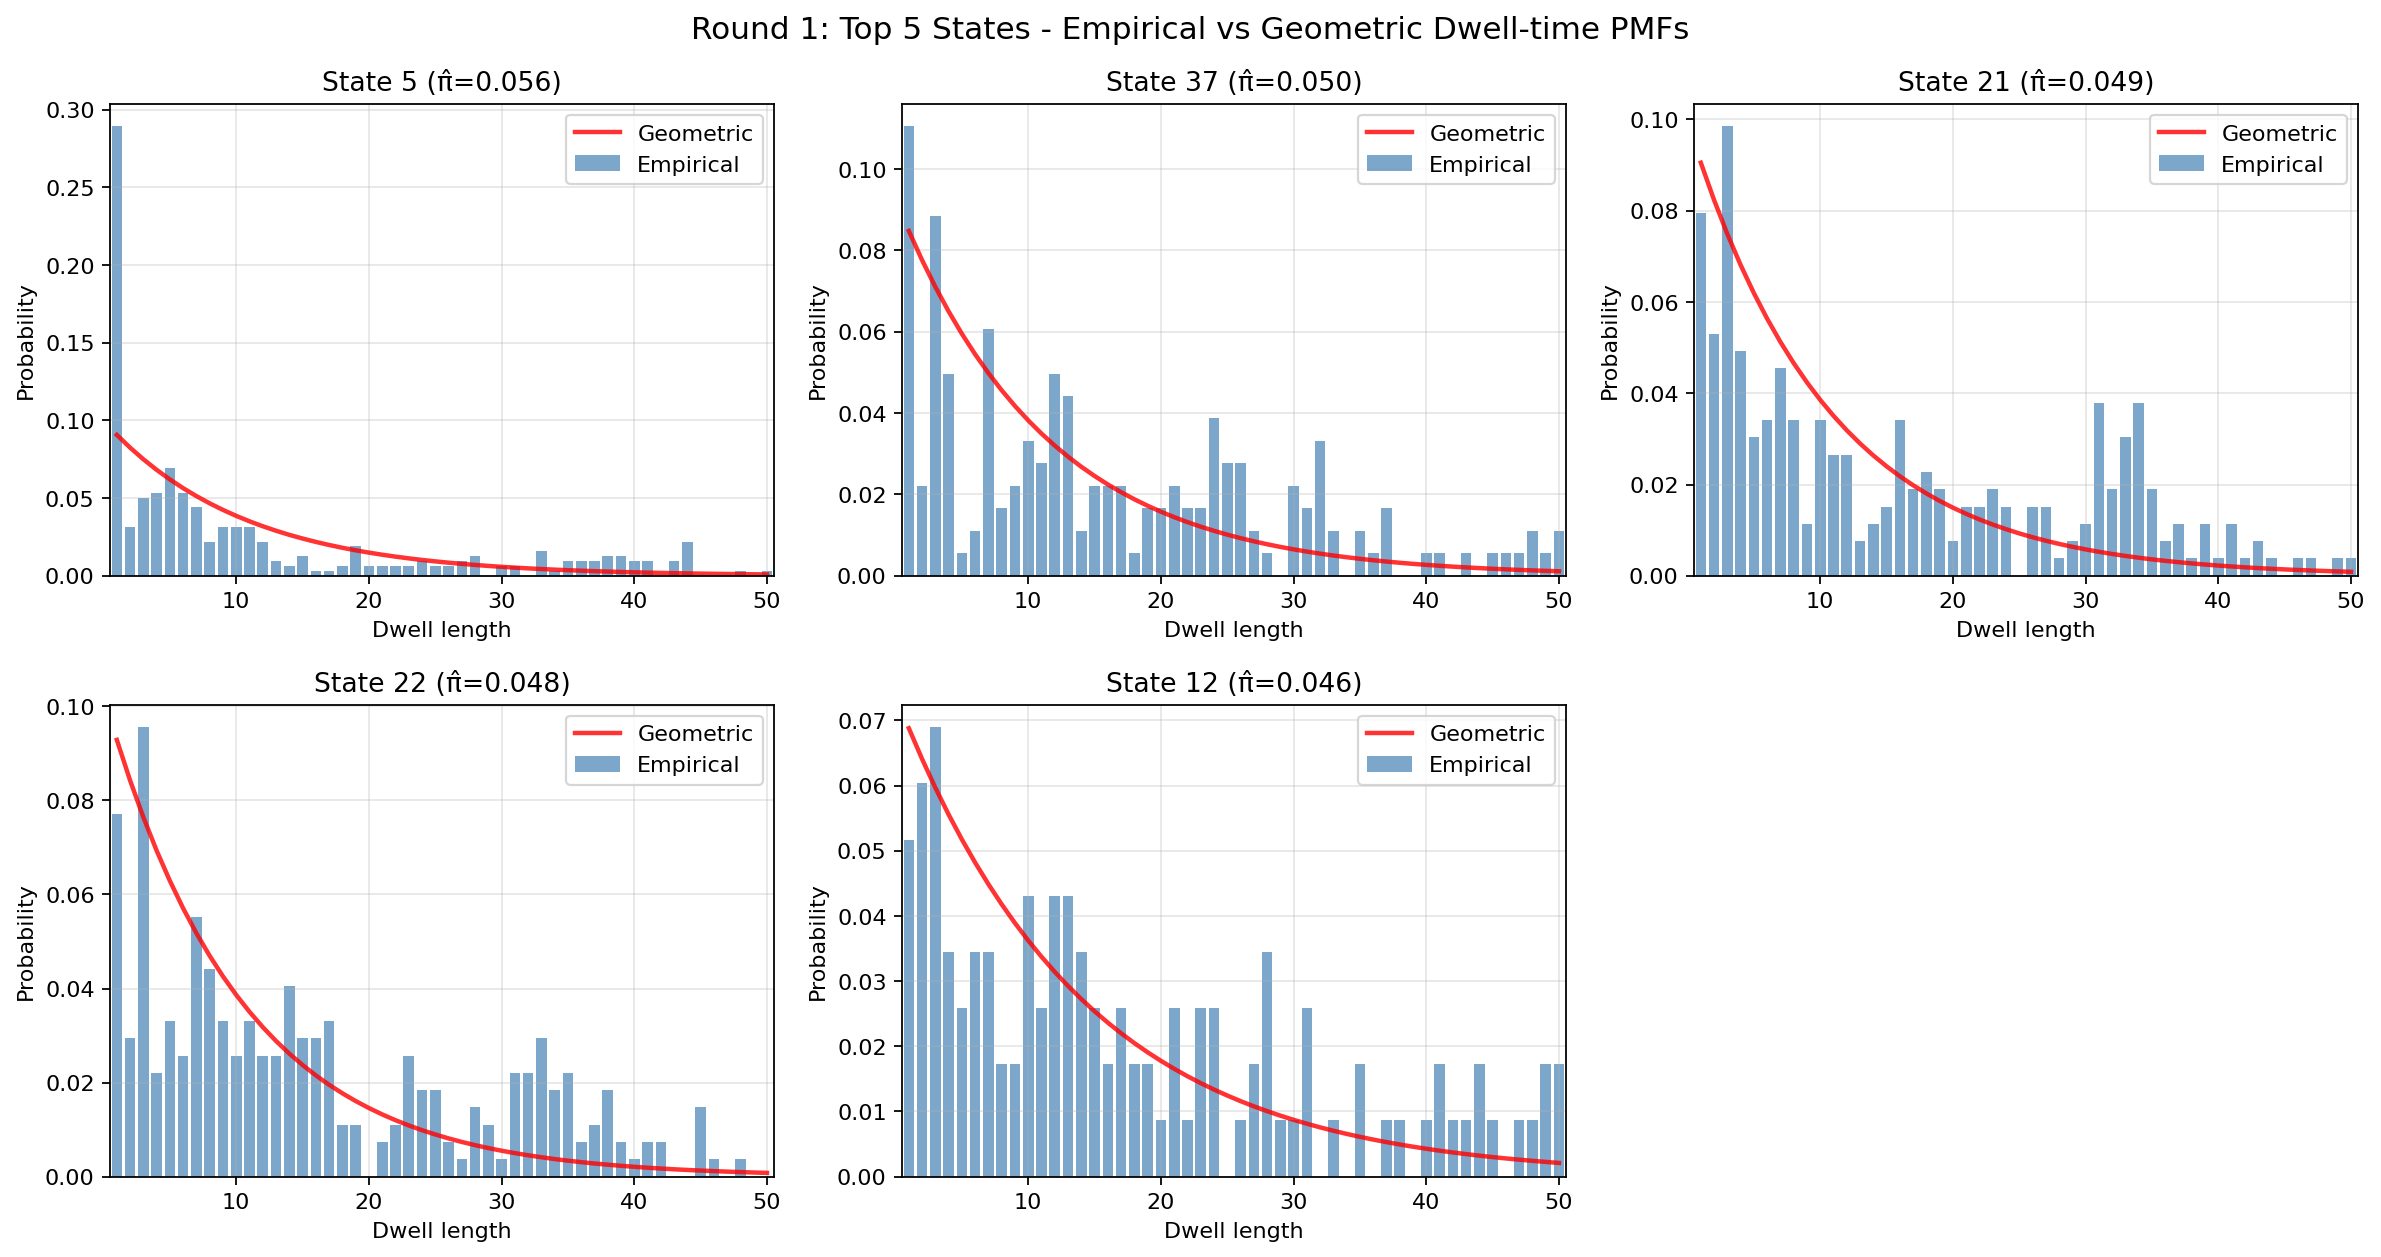 Round 1: Top 5 States - Empirical vs Geometric Dwell-time PMFs
State 5 (π̂=0.056)
0.30
0.25
0.20
0.15
0.10
0.05
0.00
Probability
Geometric
Empirical
10 20 30 40 50
Dwell length
State 37 (π̂=0.050)
0.10
0.08
0.06
0.04
0.02
0.00
Probability
Geometric
Empirical
10 20 30 40 50
Dwell length
State 21 (π̂=0.049)
0.10
0.08
0.06
0.04
0.02
0.00
Probability
Geometric
Empirical
10 20 30 40 50
Dwell length
State 22 (π̂=0.048)
0.10
0.08
0.06
0.04
0.02
0.00
Probability
Geometric
Empirical
10 20 30 40 50
Dwell length
State 12 (π̂=0.046)
0.07
0.06
0.05
0.04
0.03
0.02
0.01
0.00
Probability
Geometric
Empirical
10 20 30 40 50
Dwell length